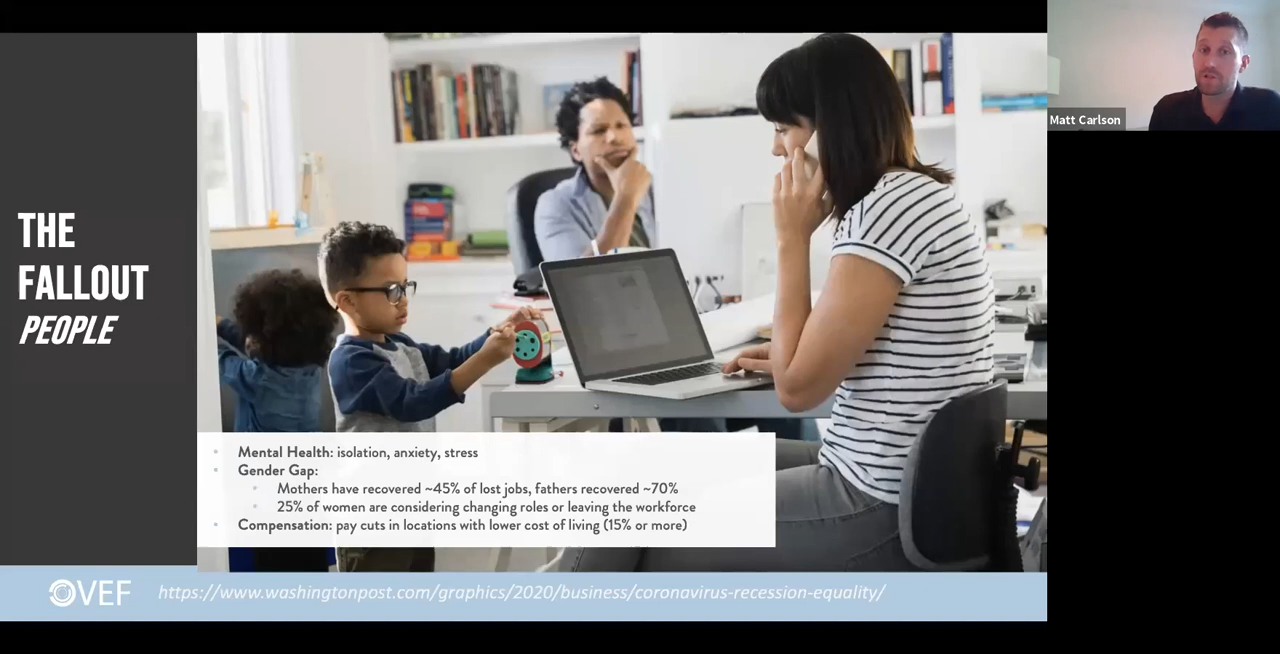 THE
FALLOUT
PEOPLE
Mental Health: isolation, anxiety, stress
Gender Gap:
Mothers have recovered ~45% of lost jobs, fathers recovered ~70%
25% of women are considering changing roles or leaving the workforce
Compensation: pay cuts in locations with lower cost of living (15% or more)
VEF
https://www.washingtonpost.com/graphics/2020/business/coronavirus-recession-equality/
Matt Carlson